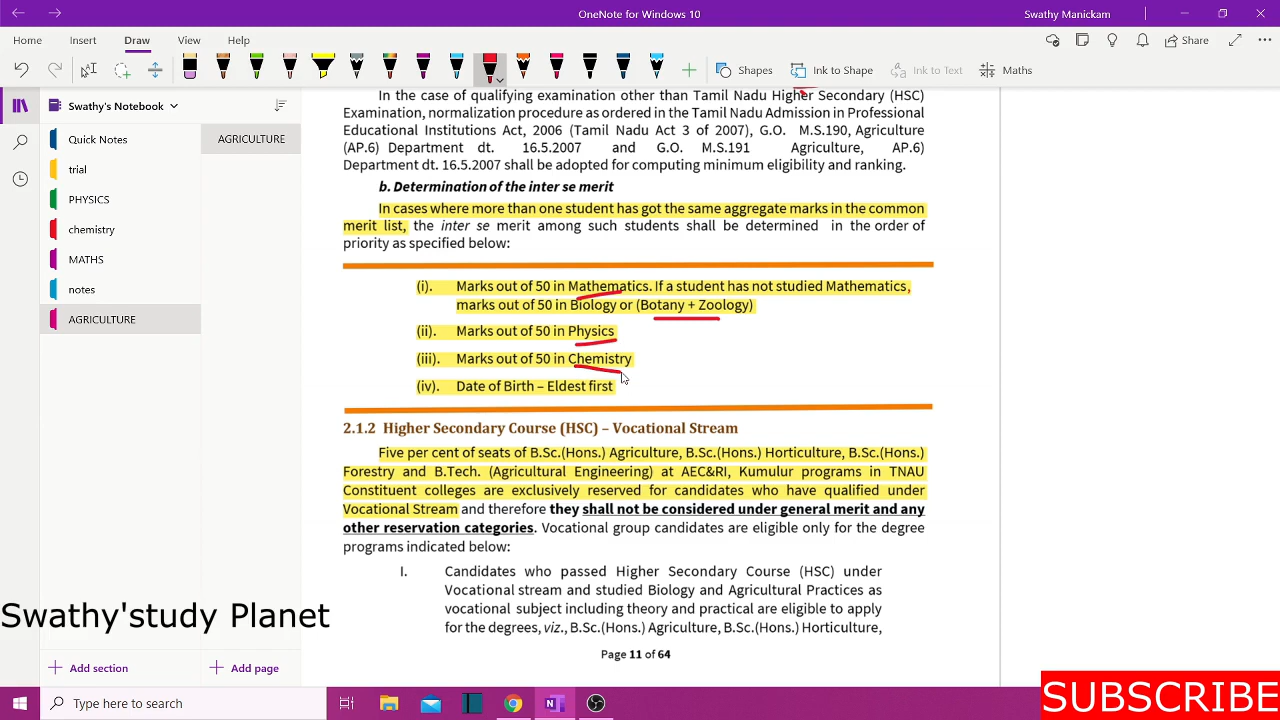 OneNote for Windows 10
Swathy Manickam
Home Insert Draw View Help
Share
Shapes Ink to Shape Ink to Text Maths
Swathy's Notebook
AGRICULTURE
Quick Notes
trial
PHYSICS
chemistry
MATHS
notes
AGRICULTURE
In the case of qualifying examination other than Tamil Nadu Higher Secondary (HSC)
Examination, normalization procedure as ordered in the Tamil Nadu Admission in Professional
Educational Institutions Act, 2006 (Tamil Nadu Act 3 of 2007), G.O. M.S.190, Agriculture
(AP.6) Department dt. 16.5.2007 and G.O. M.S.191 Agriculture, AP.6)
Department dt. 16.5.2007 shall be adopted for computing minimum eligibility and ranking.
b. Determination of the inter se merit
In cases where more than one student has got the same aggregate marks in the common
merit list, the inter se merit among such students shall be determined in the order of
priority as specified below:
(i). Marks out of 50 in Mathematics. If a student has not studied Mathematics,
marks out of 50 in Biology or (Botany + Zoology)
(ii). Marks out of 50 in Physics
(iii). Marks out of 50 in Chemistry
(iv). Date of Birth – Eldest first
2.1.2 Higher Secondary Course (HSC) – Vocational Stream
Five per cent of seats of B.Sc.(Hons.) Agriculture, B.Sc.(Hons.) Horticulture, B.Sc.(Hons.)
Forestry and B.Tech. (Agricultural Engineering) at AEC&RI, Kumulur programs in TNAU
Constituent colleges are exclusively reserved for candidates who have qualified under
Vocational Stream and therefore they shall not be considered under general merit and any
other reservation categories. Vocational group candidates are eligible only for the degree
programs indicated below:
I. Candidates who passed Higher Secondary Course (HSC) under
Vocational stream and studied Biology and Agricultural Practices as
vocational subject including theory and practical are eligible to apply
for the degrees, viz., B.Sc.(Hons.) Agriculture, B.Sc.(Hons.) Horticulture,
Page 11 of 64
Swathy'study Planet
Add section Add page
Type here to search
SUBSCRIBE